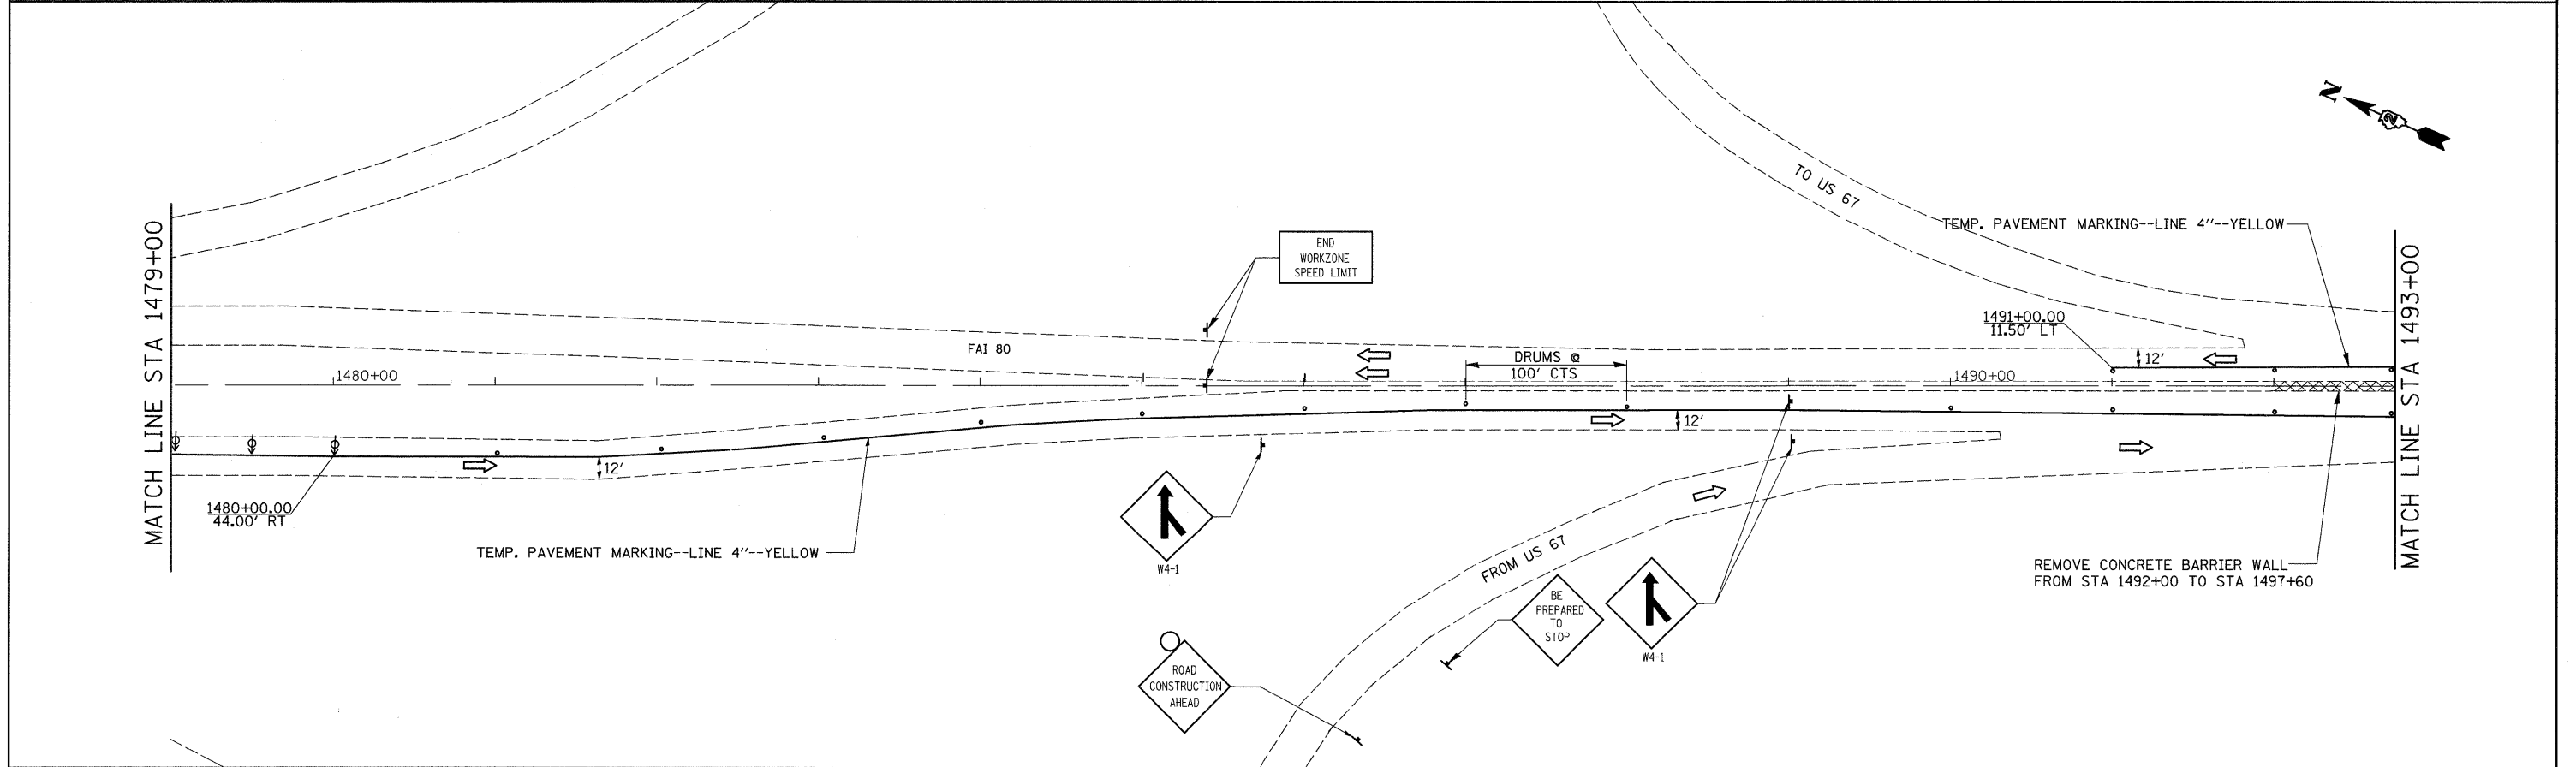 N
2
TO US 67
TEMP. PAVEMENT MARKING--LINE 4"--YELLOW
MATCH LINE STA 1479+00
END
WORKZONE
SPEED LIMIT
MATCH LINE STA 1493+00
1491+00.00
11.50' LT
FAI 80
DRUMS @
100' CTS
12'
1480+00
1490+00
12'
12'
1480+00.00
44.00' RT
TEMP. PAVEMENT MARKING--LINE 4"--YELLOW
W4-1
FROM US 67
REMOVE CONCRETE BARRIER WALL
FROM STA 1492+00 TO STA 1497+60
BE
PREPARED
TO
STOP
W4-1
ROAD
CONSTRUCTION
AHEAD